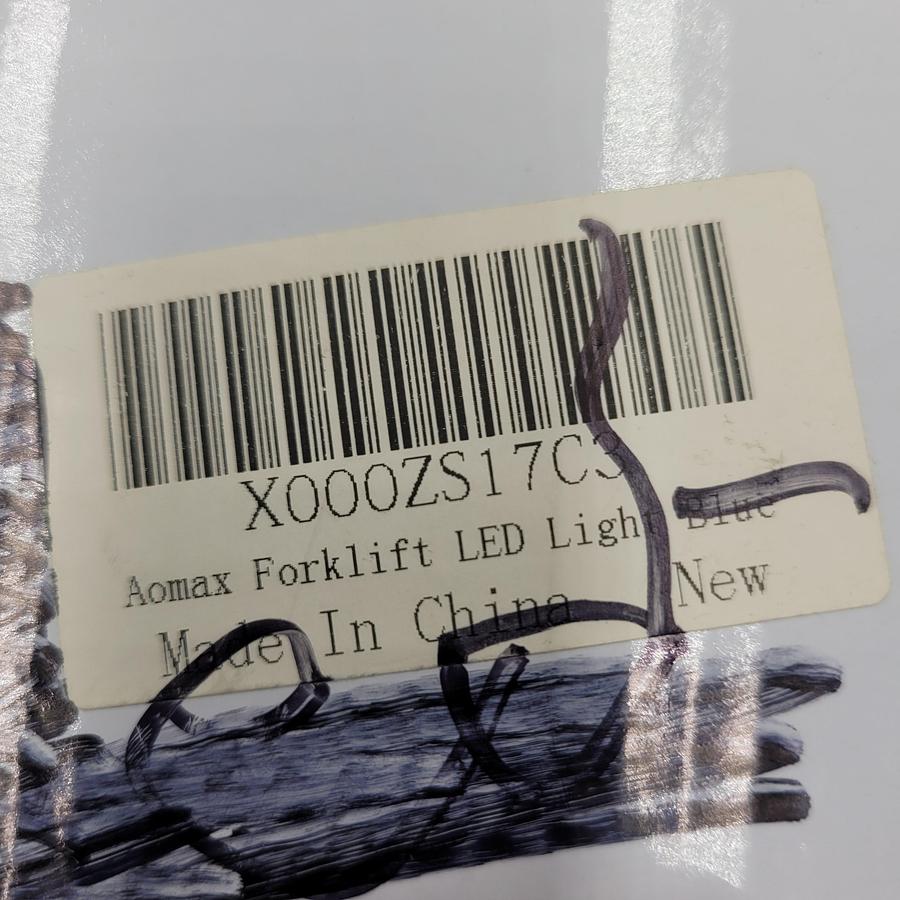 X000ZS17C3
Aomax Forklift LED Light Blue
Made In China New